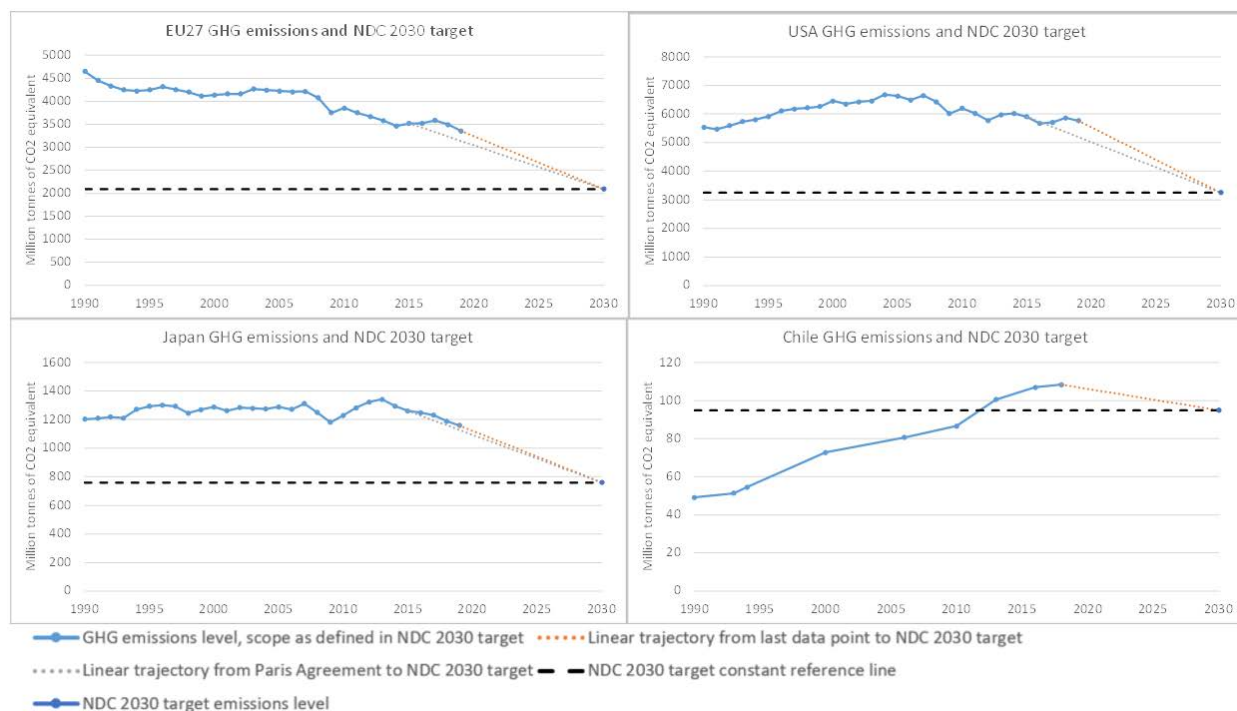 EU27 GHG emissions and NDC 2030 target
Million tonnes of CO2 equivalent
5000
4500
4000
3500
3000
2500
2000
1500
1000
500
0
1990 1995 2000 2005 2010 2015 2020 2025 2030
USA GHG emissions and NDC 2030 target
Million tonnes of CO2 equivalent
8000
7000
6000
5000
4000
3000
2000
1000
0
1990 1995 2000 2005 2010 2015 2020 2025 2030
Japan GHG emissions and NDC 2030 target
Million tonnes of CO2 equivalent
1600
1400
1200
1000
800
600
400
200
0
1990 1995 2000 2005 2010 2015 2020 2025 2030
Chile GHG emissions and NDC 2030 target
Million tonnes of CO2 equivalent
120
100
80
60
40
20
0
1990 1995 2000 2005 2010 2015 2020 2025 2030
GHG emissions level, scope as defined in NDC 2030 target Linear trajectory from last data point to NDC 2030 target
Linear trajectory from Paris Agreement to NDC 2030 target NDC 2030 target constant reference line
NDC 2030 target emissions level